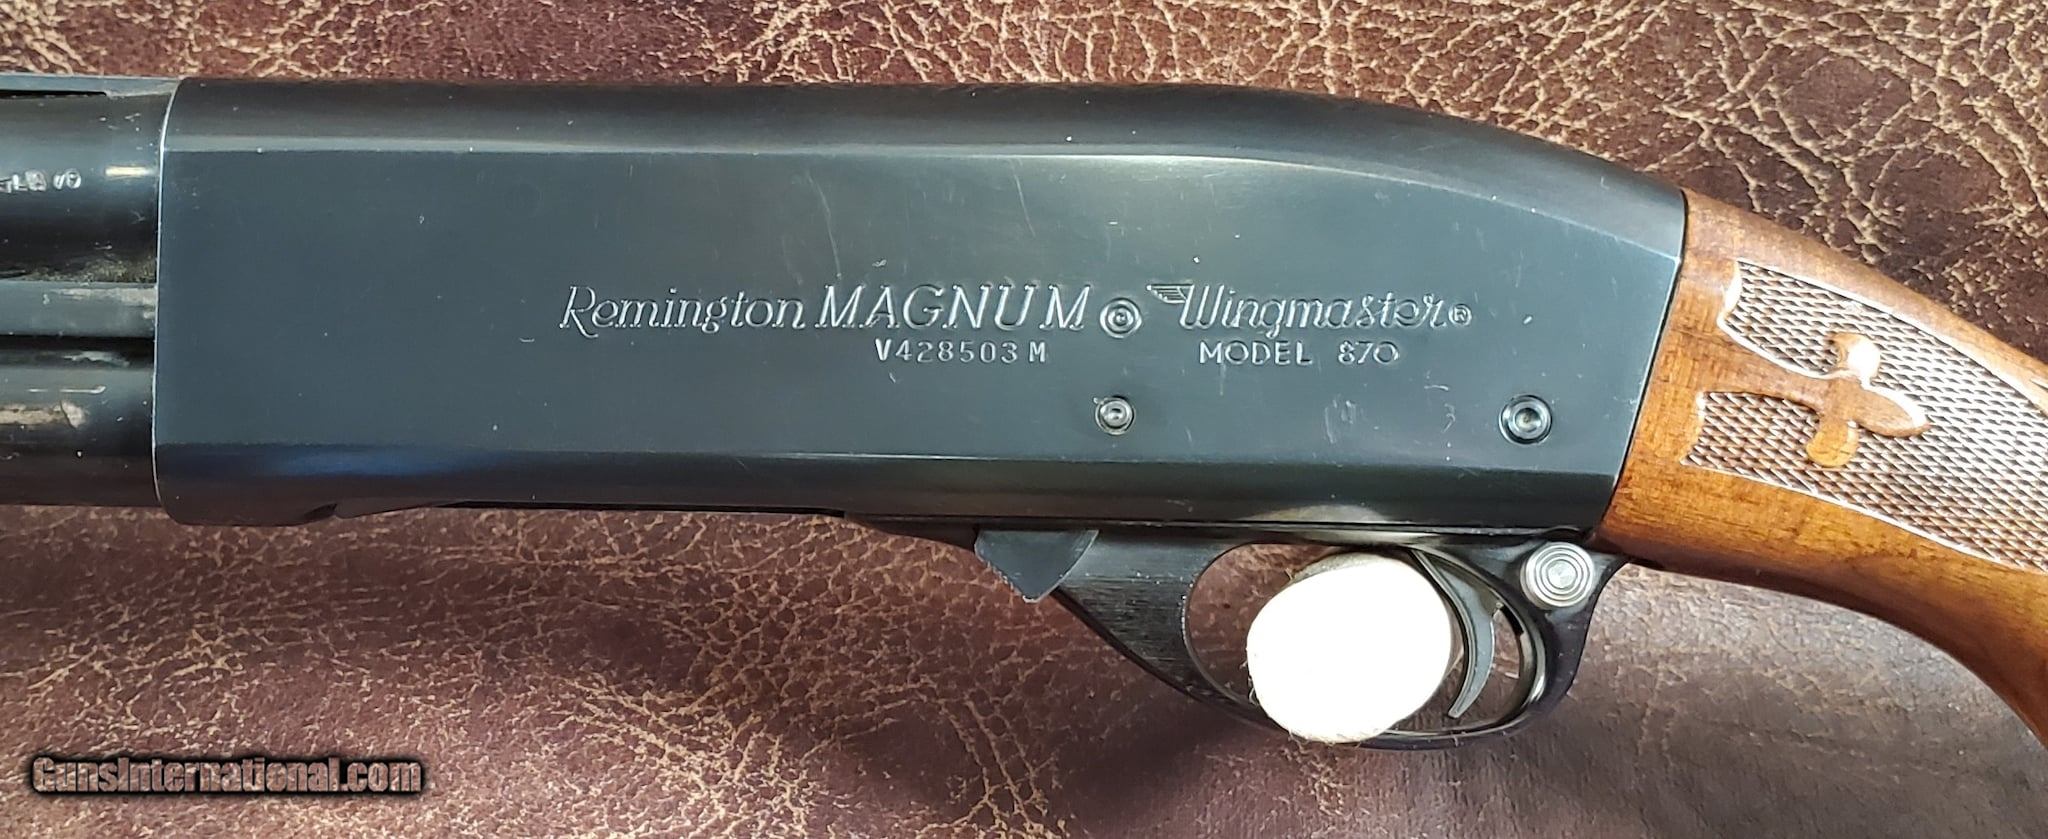 Remington MAGNUM Wingmaster®
V428503M MODEL 870
GunsInternational.com